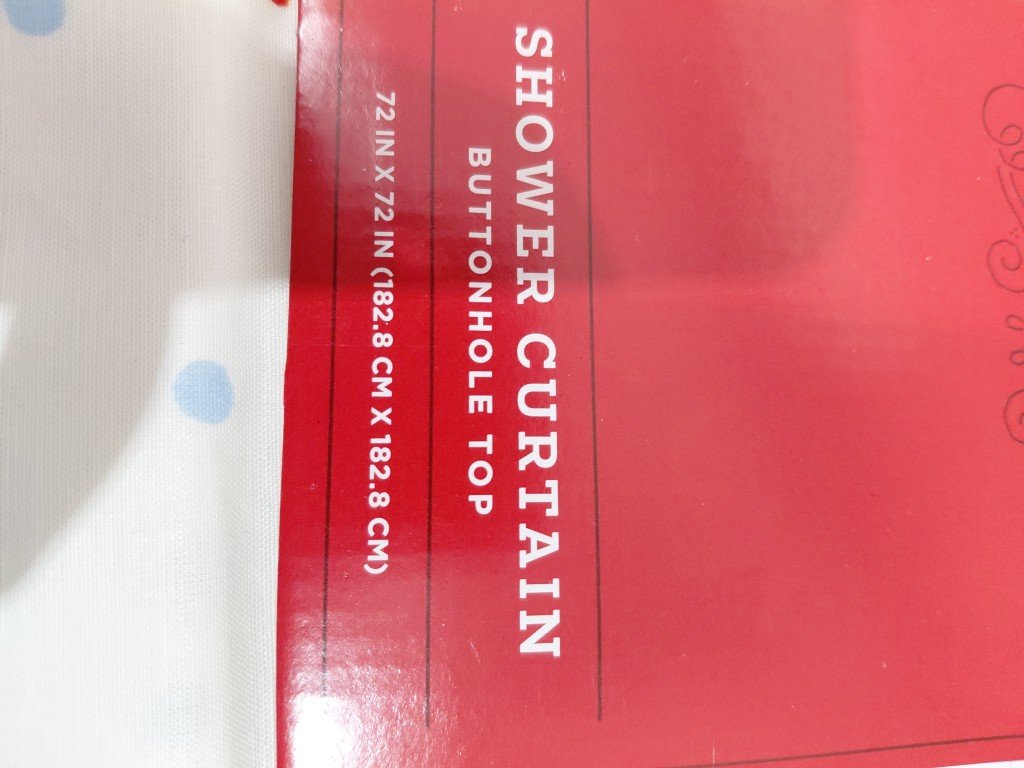 SHOWER CURTAIN
BUTTONHOLE TOP
72 IN X 72 IN (182.8 CM X 182.8 CM)